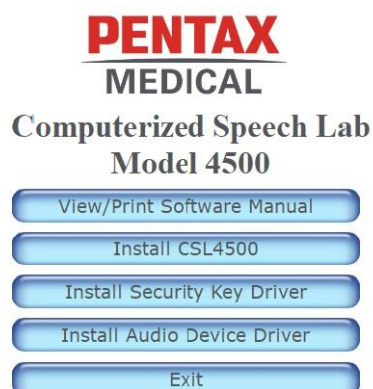 PENTAX
MEDICAL
Computerized Speech Lab
Model 4500
View/Print Software Manual
Install CSL4500
Install Security Key Driver
Install Audio Device Driver
Exit